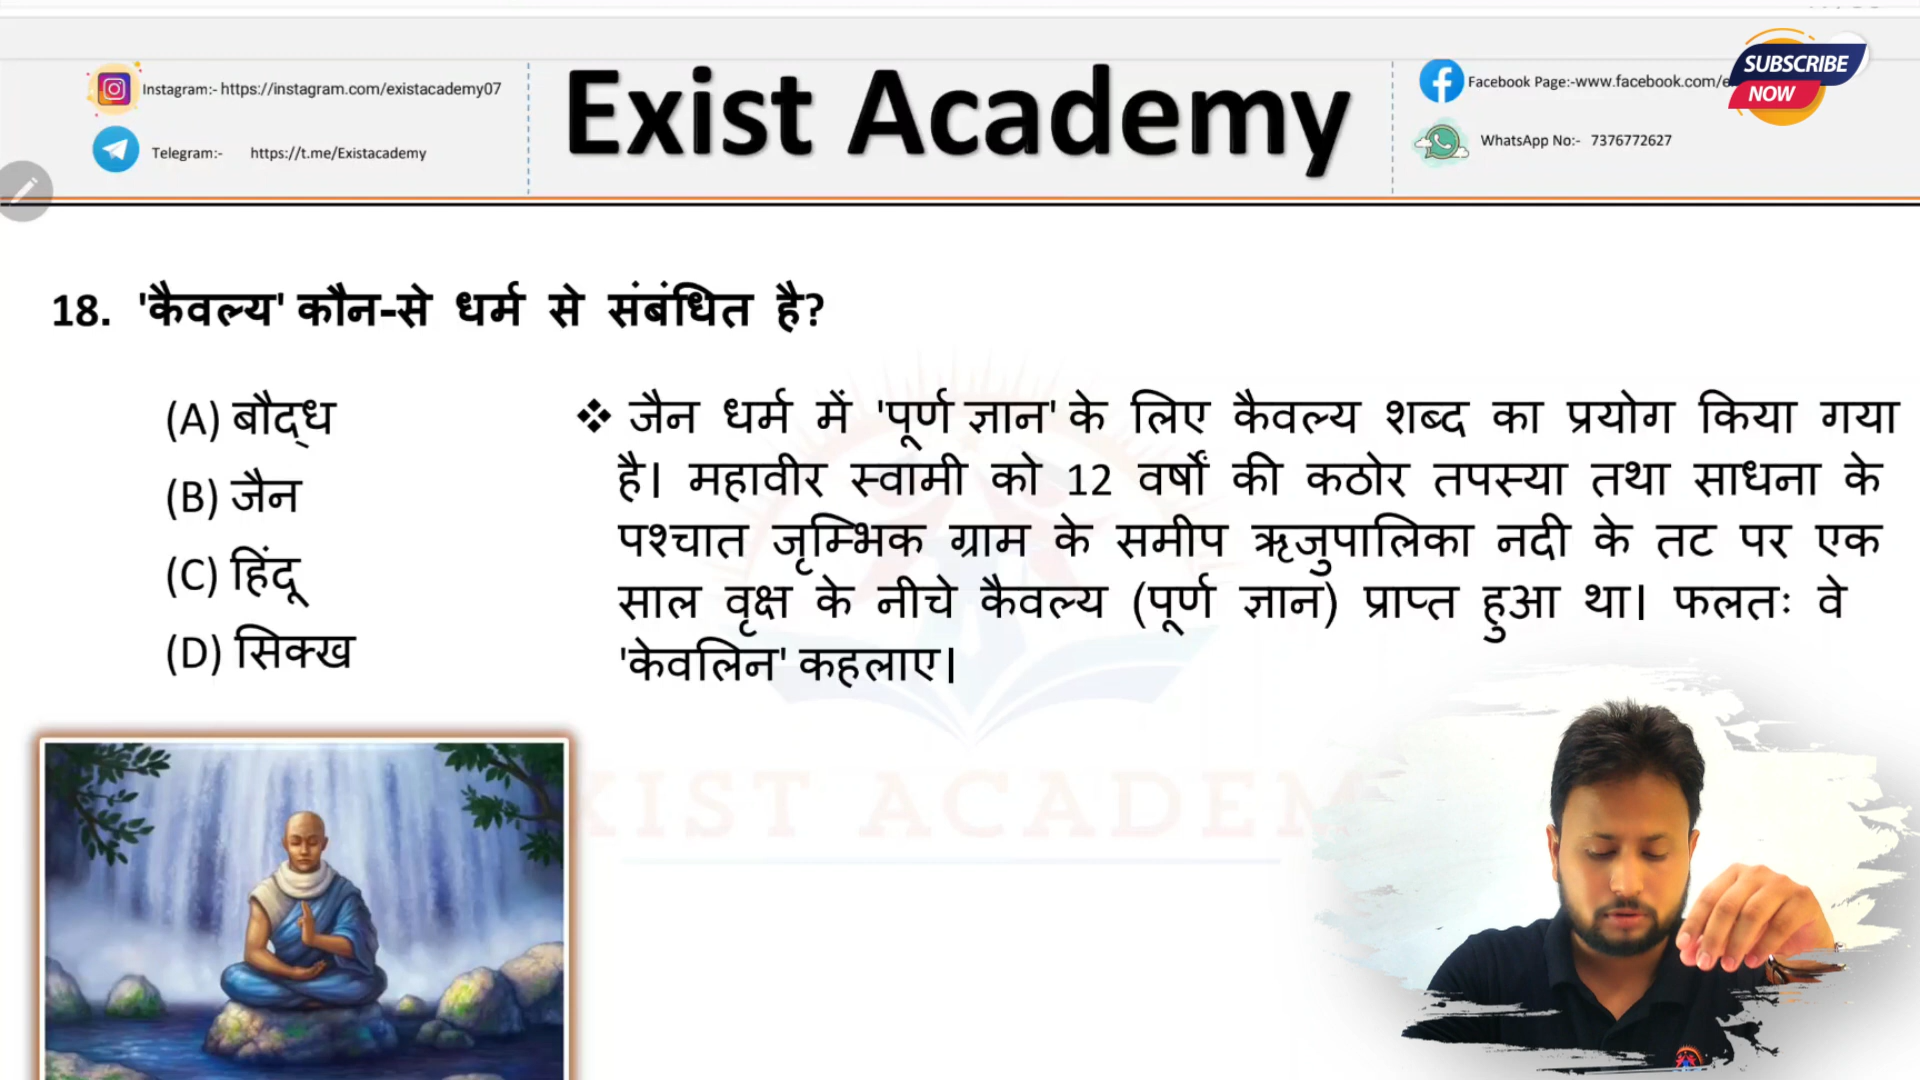 Instagram:- https://instagram.com/existacademy07
Telegram:- https://t.me/Existacademy
Exist Academy
Facebook Page:-www.facebook.com/e
WhatsApp No:- 7376772627
SUBSCRIBE
NOW
18. 'कैवल्य' कौन-से धर्म से संबंधित है?
(A) बौद्ध
(B) जैन
(C) हिंदू
(D) सिक्ख
❖ जैन धर्म में 'पूर्ण ज्ञान' के लिए कैवल्य शब्द का प्रयोग किया गया
है। महावीर स्वामी को 12 वर्षों की कठोर तपस्या तथा साधना के
पश्चात जृम्भिक ग्राम के समीप ऋजुपालिका नदी के तट पर एक
साल वृक्ष के नीचे कैवल्य (पूर्ण ज्ञान) प्राप्त हुआ था। फलतः वे
'केवलिन' कहलाए।
XIST ACADEM